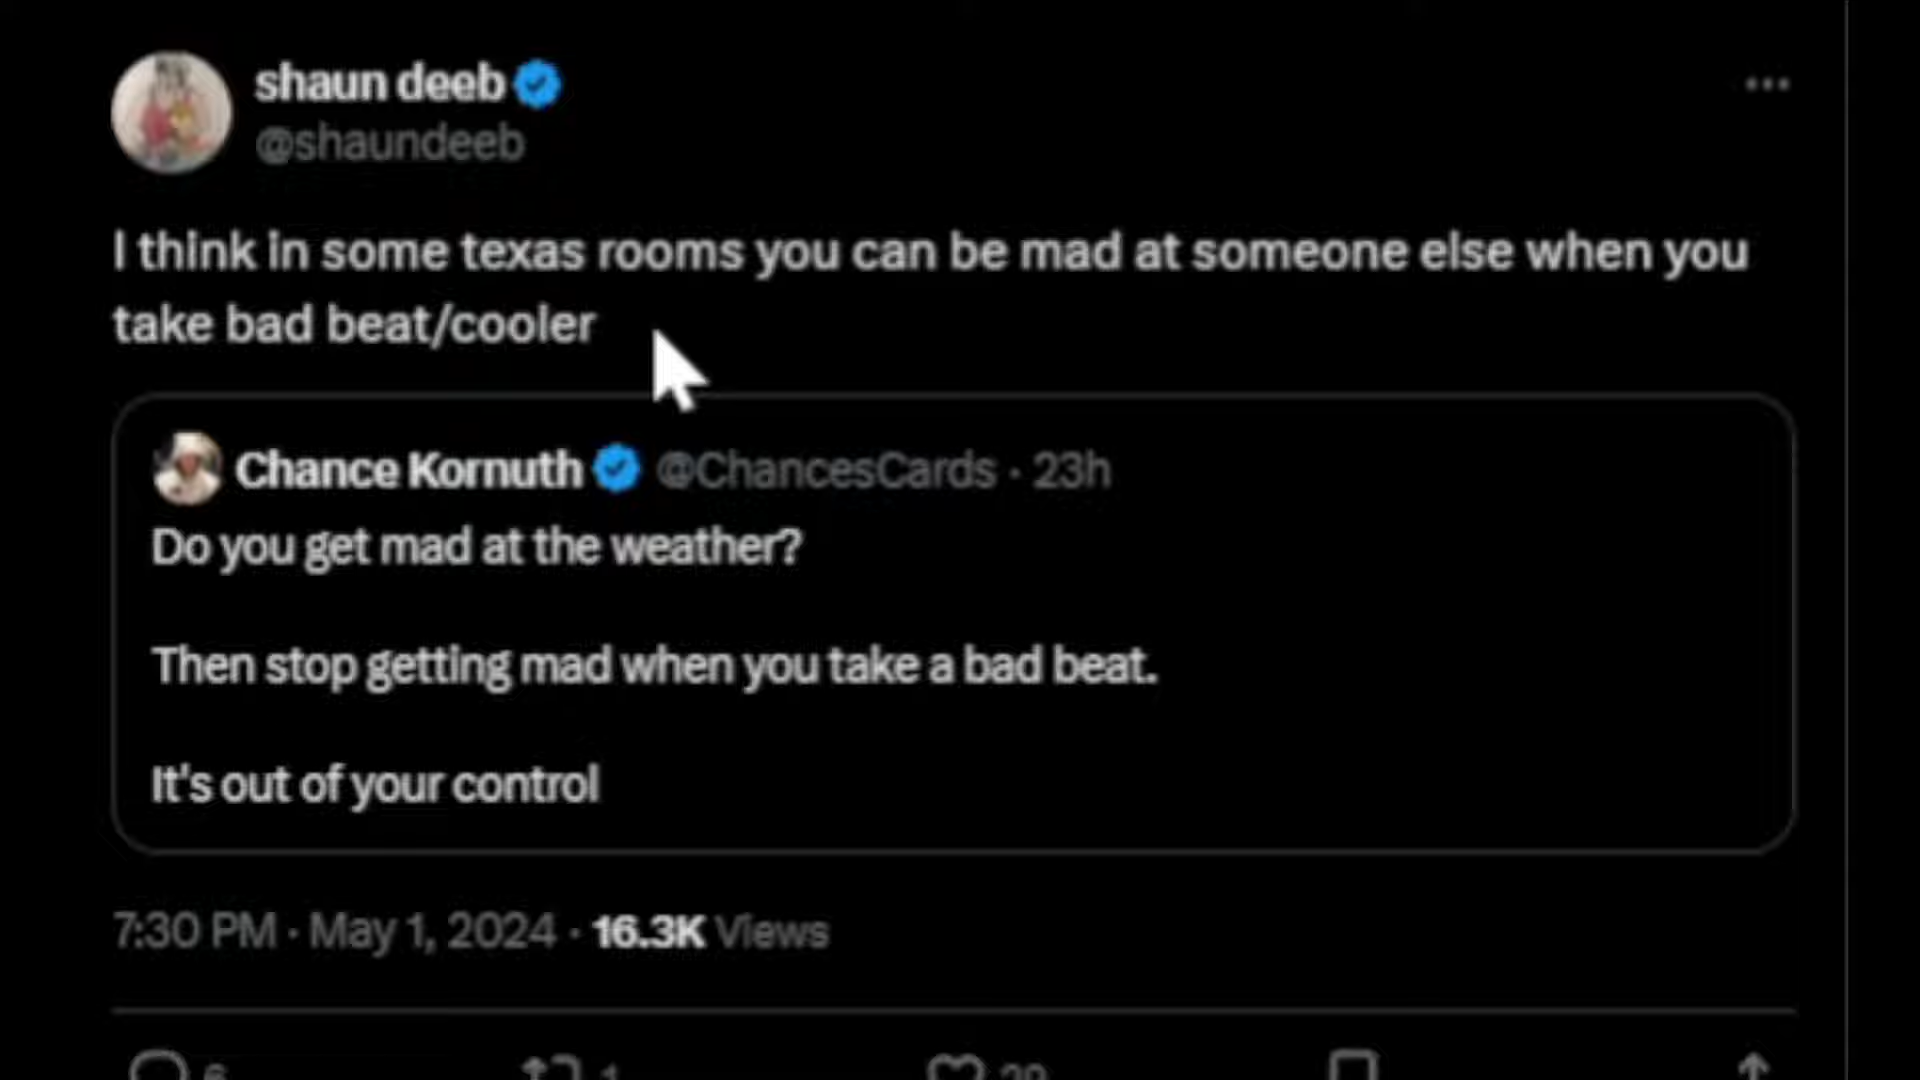 shaun deeb
@shaundeeb
I think in some texas rooms you can be mad at someone else when you
take bad beat/cooler
Chance Kornuth @ChancesCards · 23h
Do you get mad at the weather?
Then stop getting mad when you take a bad beat.
It's out of your control
7:30 PM · May 1, 2024 · 16.3K Views